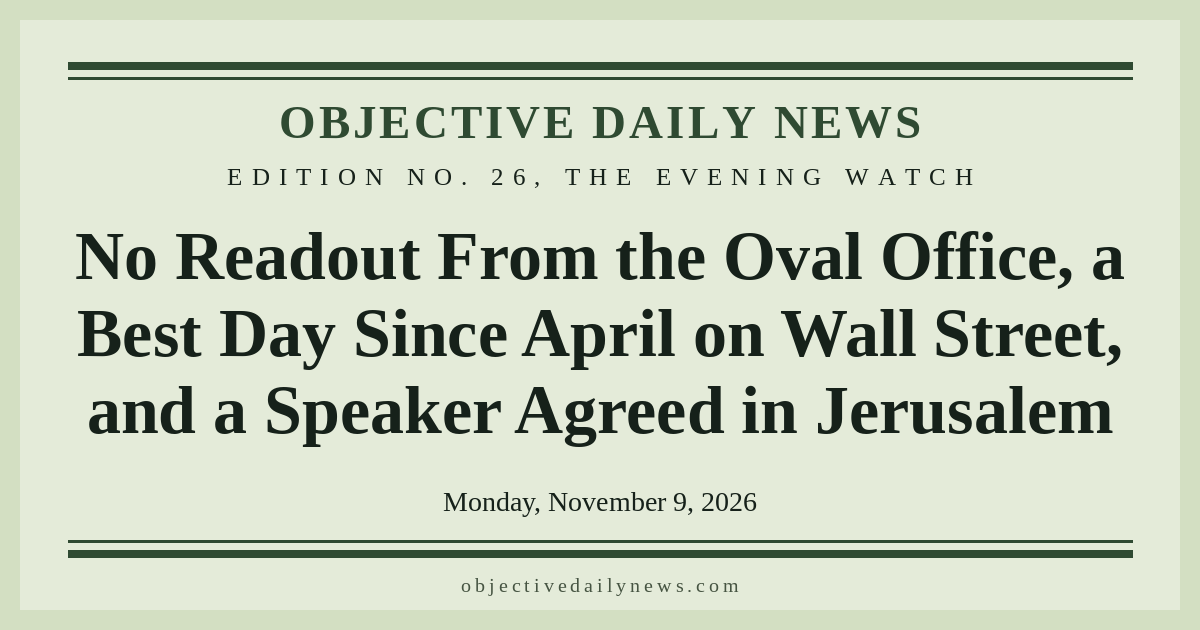 OBJECTIVE DAILY NEWS
EDITION NO. 26, THE EVENING WATCH
No Readout From the Oval Office, a
Best Day Since April on Wall Street,
and a Speaker Agreed in Jerusalem
Monday, November 9, 2026
objectivedailynews.com